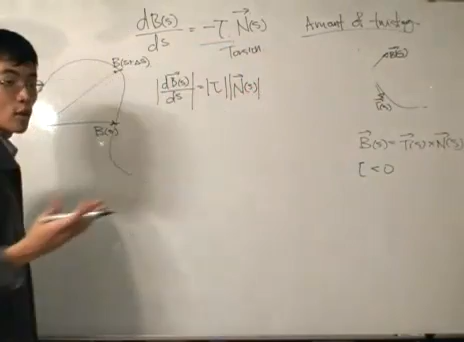 dB(s)/ds = -τ N(s)
Torsion
Amount of twisting.
B(s+Δs)
|dB(s)/ds| = |τ||N(s)|
B(s)
B(s)
B(s) = T(s) × N(s)
τ < 0